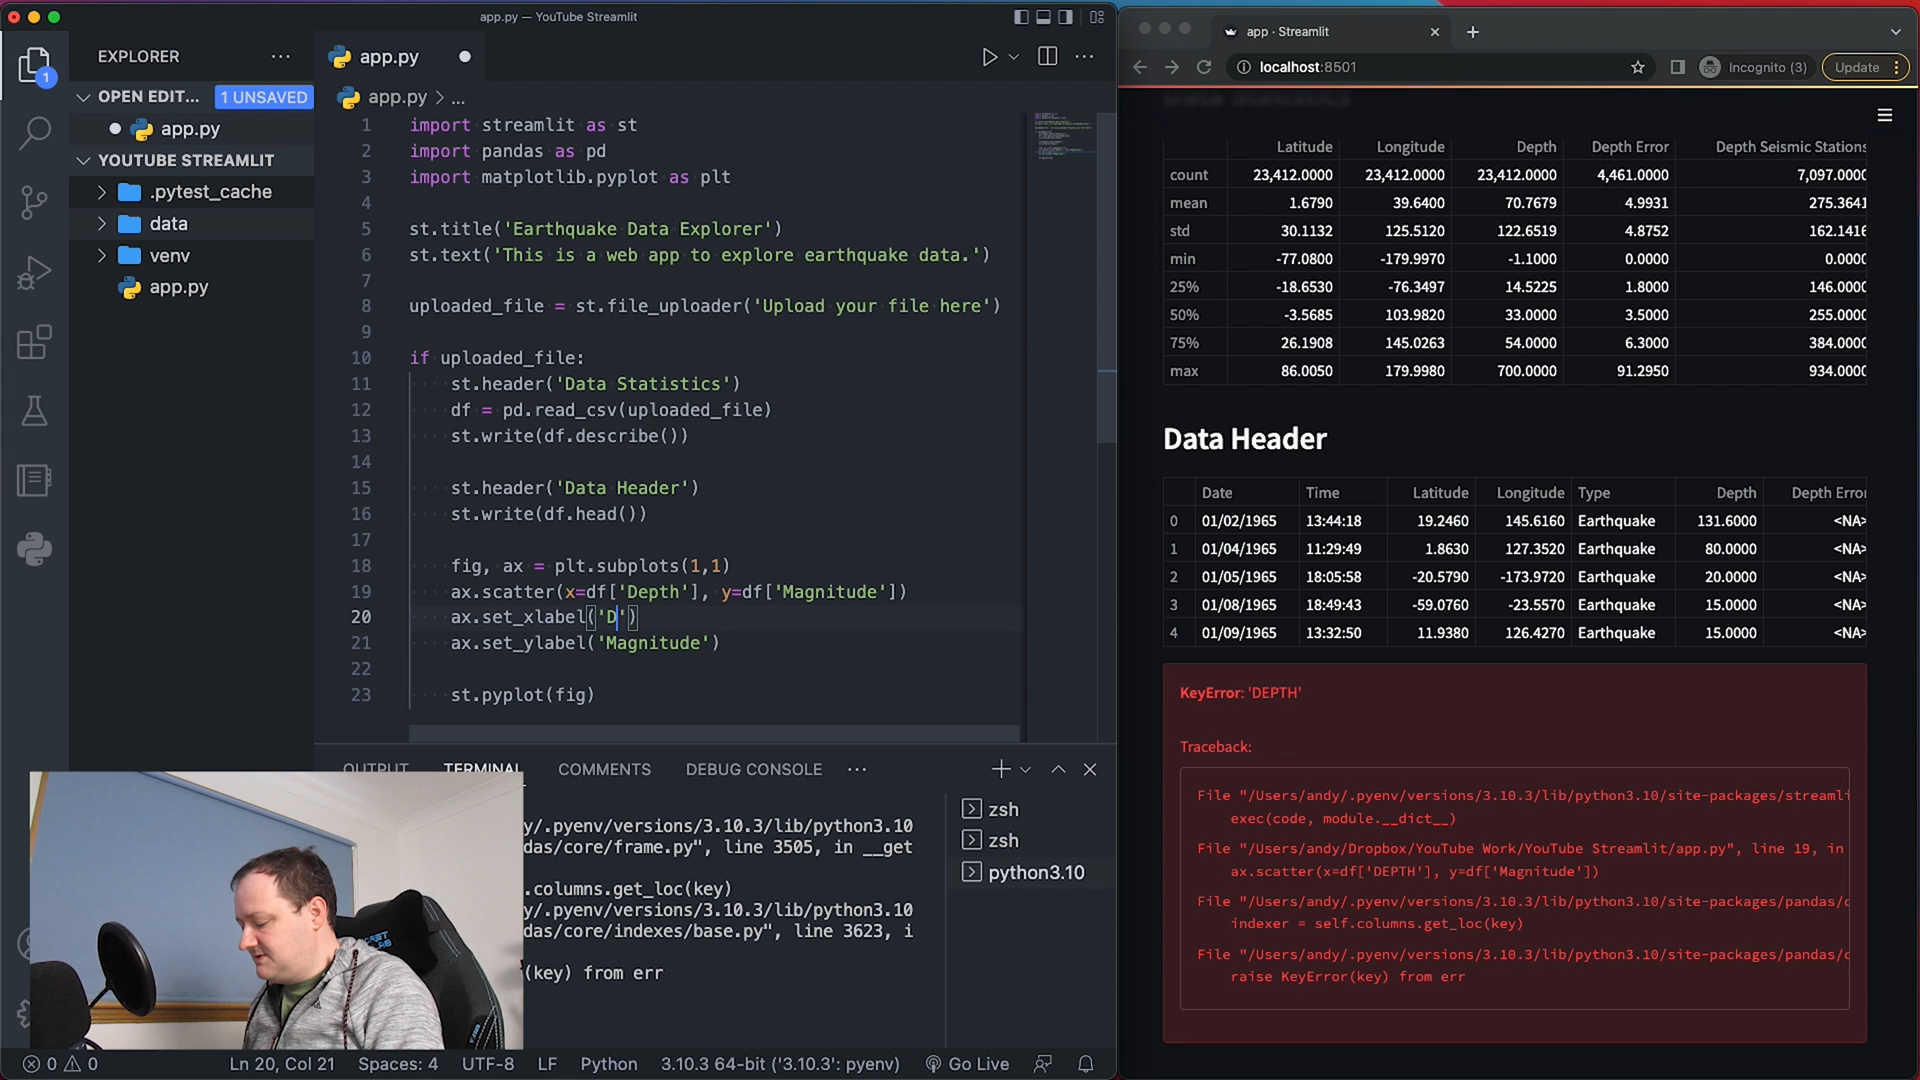 app.py — YouTube Streamlit
EXPLORER
1
OPEN EDIT...
1 UNSAVED
app.py
YOUTUBE STREAMLIT
.pytest_cache
data
venv
app.py
app.py
app.py > ...
1 import streamlit as st
2 import pandas as pd
3 import matplotlib.pyplot as plt
4
5 st.title('Earthquake Data Explorer')
6 st.text('This is a web app to explore earthquake data.')
7
8 uploaded_file = st.file_uploader('Upload your file here')
9
10 if uploaded_file:
11 st.header('Data Statistics')
12 df = pd.read_csv(uploaded_file)
13 st.write(df.describe())
14
15 st.header('Data Header')
16 st.write(df.head())
17
18 fig, ax = plt.subplots(1,1)
19 ax.scatter(x=df['Depth'], y=df['Magnitude'])
20 ax.set_xlabel('D')
21 ax.set_ylabel('Magnitude')
22
23 st.pyplot(fig)
OUTPUT TERMINAL COMMENTS DEBUG CONSOLE
y/.pyenv/versions/3.10.3/lib/python3.10
das/core/frame.py", line 3505, in __get
.columns.get_loc(key)
y/.pyenv/versions/3.10.3/lib/python3.10
das/core/indexes/base.py", line 3623, i
(key) from err
zsh
zsh
python3.10
0 0 Ln 20, Col 21 Spaces: 4 UTF-8 LF Python 3.10.3 64-bit ('3.10.3': pyenv) Go Live
app · Streamlit
localhost:8501
Incognito (3)
Update
Latitude Longitude Depth Depth Error Depth Seismic Stations
count 23,412.0000 23,412.0000 23,412.0000 4,461.0000 7,097.0000
mean 1.6790 39.6400 70.7679 4.9931 275.3641
std 30.1132 125.5120 122.6519 4.8752 162.1416
min -77.0800 -179.9970 -1.1000 0.0000 0.0000
25% -18.6530 -76.3497 14.5225 1.8000 146.0000
50% -3.5685 103.9820 33.0000 3.5000 255.0000
75% 26.1908 145.0263 54.0000 6.3000 384.0000
max 86.0050 179.9980 700.0000 91.2950 934.0000
Data Header
Date Time Latitude Longitude Type Depth Depth Error
0 01/02/1965 13:44:18 19.2460 145.6160 Earthquake 131.6000 <NA>
1 01/04/1965 11:29:49 1.8630 127.3520 Earthquake 80.0000 <NA>
2 01/05/1965 18:05:58 -20.5790 -173.9720 Earthquake 20.0000 <NA>
3 01/08/1965 18:49:43 -59.0760 -23.5570 Earthquake 15.0000 <NA>
4 01/09/1965 13:32:50 11.9380 126.4270 Earthquake 15.0000 <NA>
KeyError: 'DEPTH'
Traceback:
File "/Users/andy/.pyenv/versions/3.10.3/lib/python3.10/site-packages/streamli
exec(code, module.__dict__)
File "/Users/andy/Dropbox/YouTube Work/YouTube Streamlit/app.py", line 19, in
ax.scatter(x=df['DEPTH'], y=df['Magnitude'])
File "/Users/andy/.pyenv/versions/3.10.3/lib/python3.10/site-packages/pandas/c
indexer = self.columns.get_loc(key)
File "/Users/andy/.pyenv/versions/3.10.3/lib/python3.10/site-packages/pandas/c
raise KeyError(key) from err